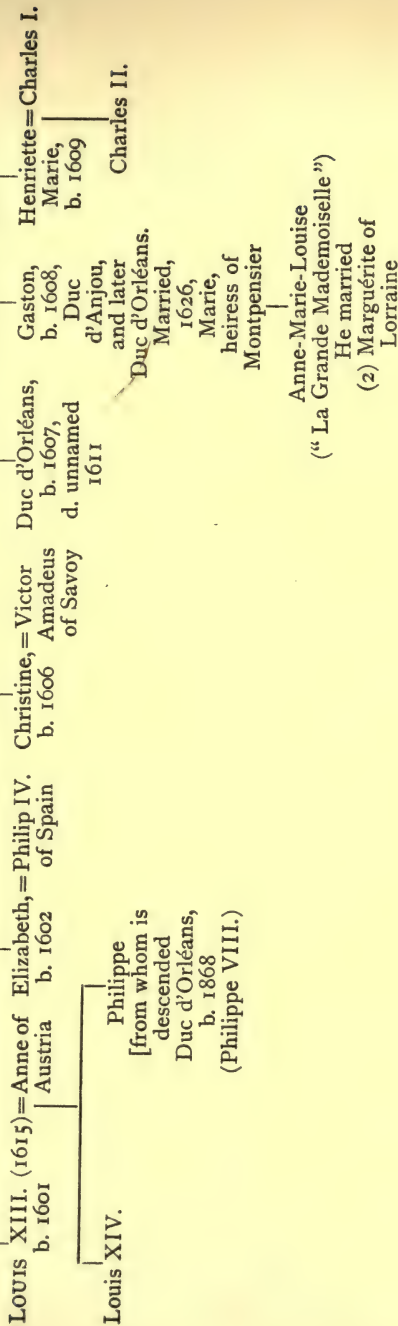 LOUIS XIII. (1615)=Anne of
b. 1601
Austria
Louis XIV.
Philippe
[from whom is
descended
Duc d'Orléans,
b. 1868
(Philippe VIII.)
Elizabeth,=Philip IV.
b. 1602
of Spain
Christine,=Victor
b. 1606
Amadeus
of Savoy
Duc d'Orléans,
b. 1607,
d. unnamed
1611
Gaston,
b. 1608,
Duc
d'Anjou,
and later
Duc d'Orléans.
Married,
1626,
Marie,
heiress of
Montpensier
Anne-Marie-Louise
("La Grande Mademoiselle")
He married
(2) Marguérite of
Lorraine
Henriette=Charles I.
Marie,
b. 1609
Charles II.